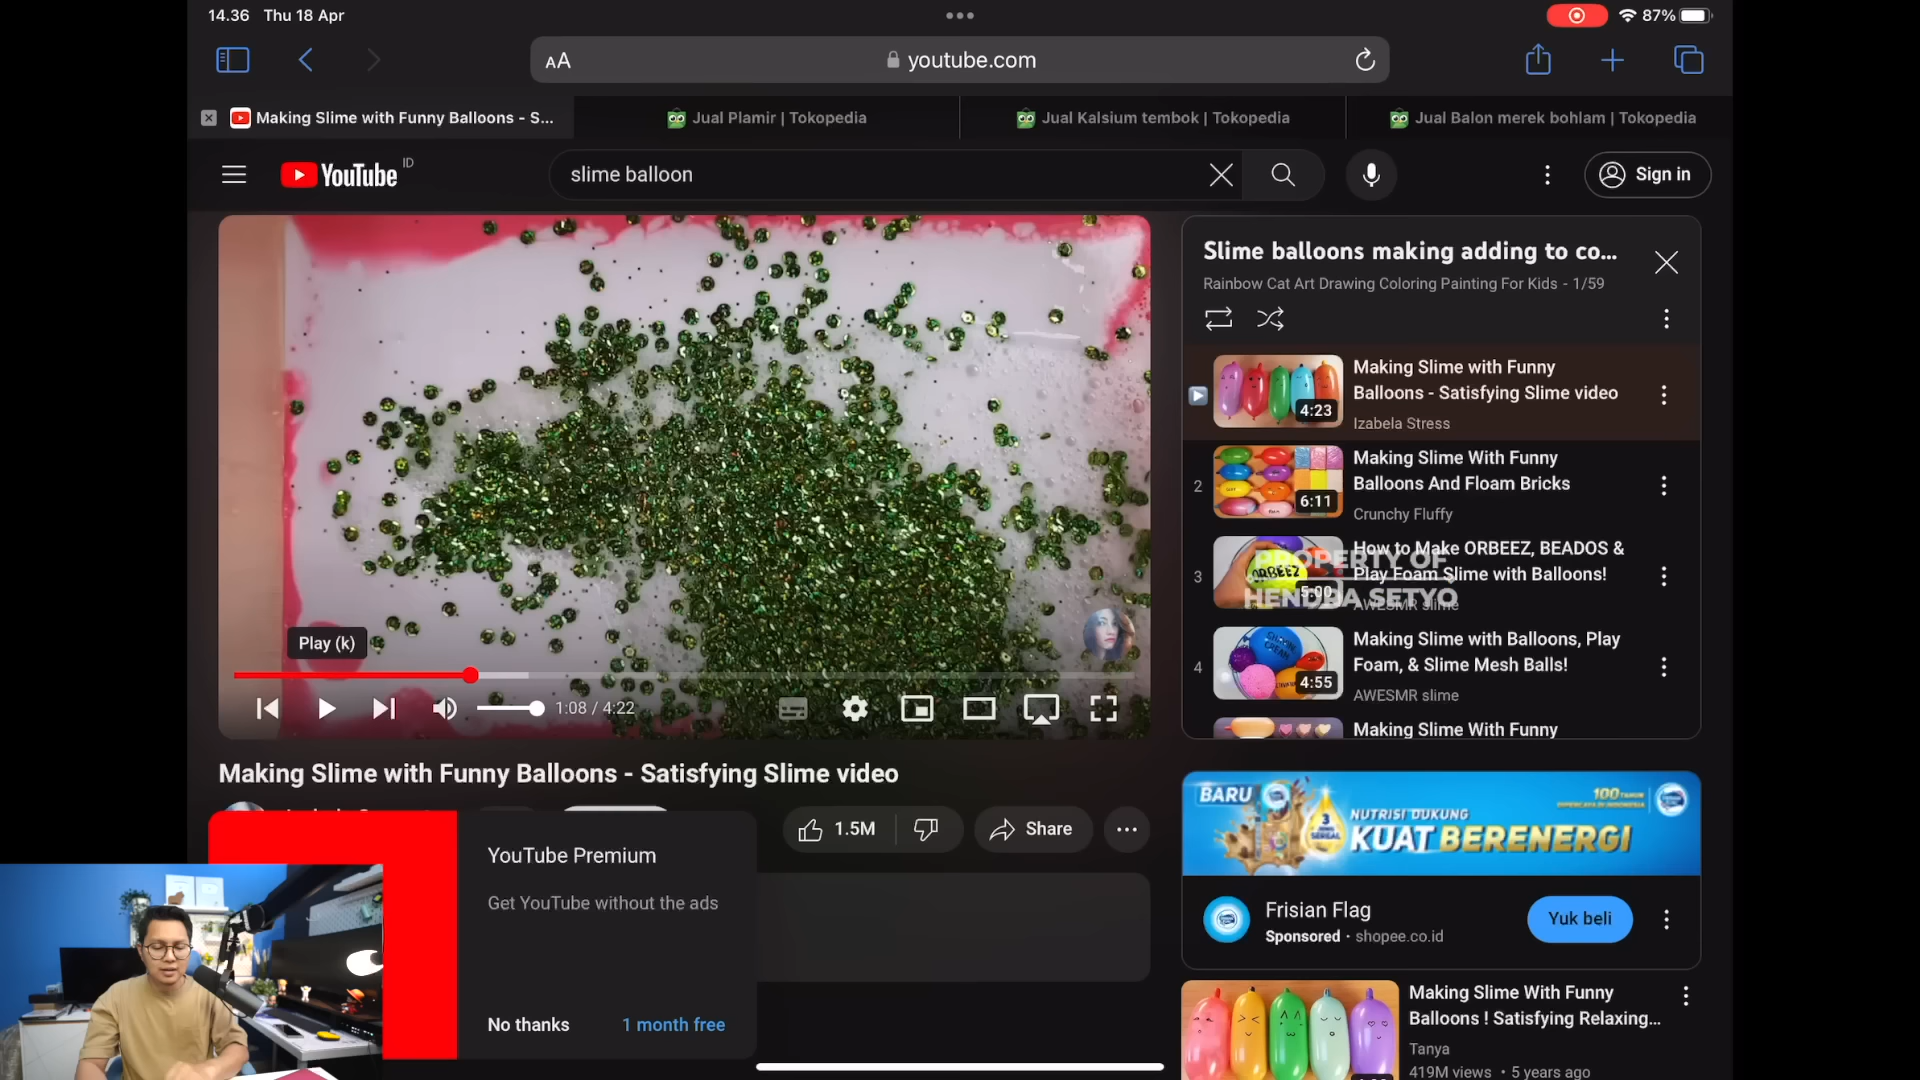 14.36 Thu 18 Apr
87%
AA
youtube.com
Making Slime with Funny Balloons - S...
Jual Plamir | Tokopedia
Jual Kalsium tembok | Tokopedia
Jual Balon merek bohlam | Tokopedia
YouTube ID
slime balloon
Sign in
Slime balloons making adding to co...
Rainbow Cat Art Drawing Coloring Painting For Kids - 1/59
Making Slime with Funny
Balloons - Satisfying Slime video
4:23
Izabela Stress
2
Making Slime With Funny
Balloons And Floam Bricks
6:11
Crunchy Fluffy
3
How to Make ORBEEZ, BEADOS &
Play Foam Slime with Balloons!
ORBEEZ
5:00
AWESMR slime
PROPERTY OF
HENDRA SETYO
4
Making Slime with Balloons, Play
Foam, & Slime Mesh Balls!
4:55
AWESMR slime
Making Slime With Funny
Play (k)
1:08 / 4:22
Making Slime with Funny Balloons - Satisfying Slime video
1.5M
Share
YouTube Premium
Get YouTube without the ads
No thanks
1 month free
BARU
100 TAHUN
3
NUTRISI DUKUNG
KUAT BERENERGI
Frisian Flag
Sponsored • shopee.co.id
Yuk beli
Making Slime With Funny
Balloons ! Satisfying Relaxing...
Tanya
419M views • 5 years ago